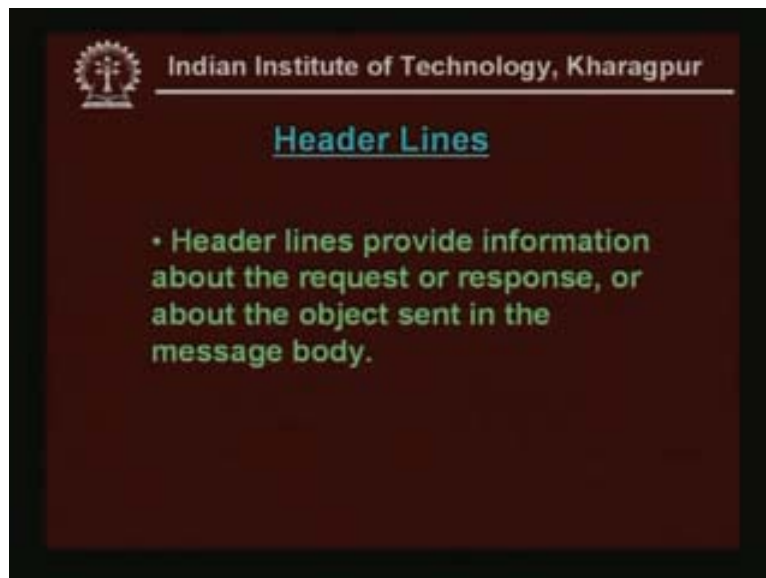 Indian Institute of Technology, Kharagpur
Header Lines
• Header lines provide information
about the request or response, or
about the object sent in the
message body.